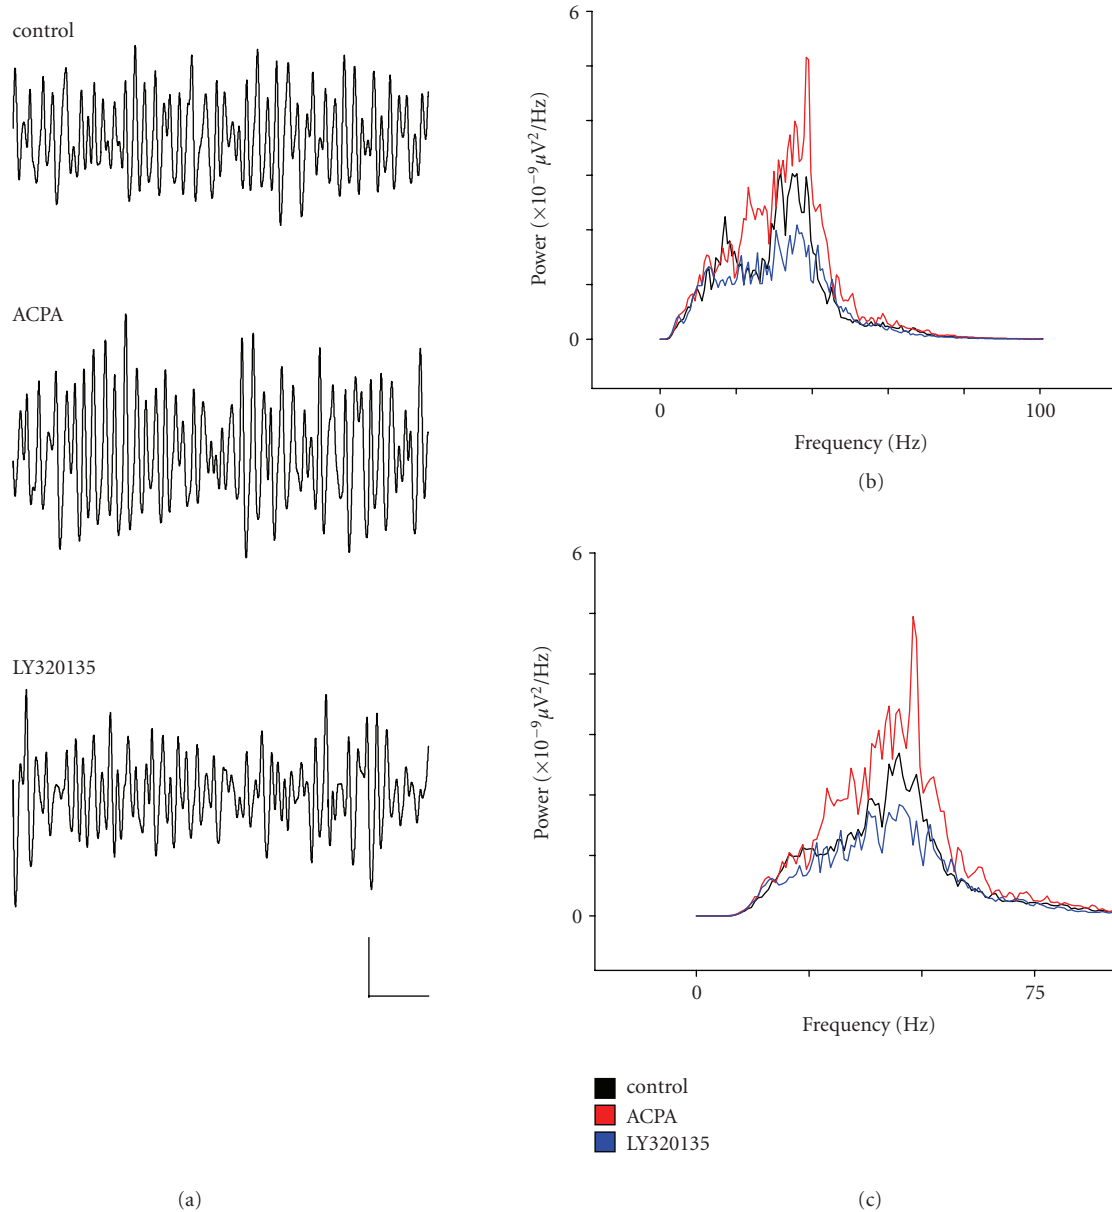 control
ACPA
LY320135
(a)
6
0
Power (×10⁻⁹μV²/Hz)
0
100
Frequency (Hz)
(b)
6
0
Power (×10⁻⁹μV²/Hz)
0
75
Frequency (Hz)
control
ACPA
LY320135
(c)